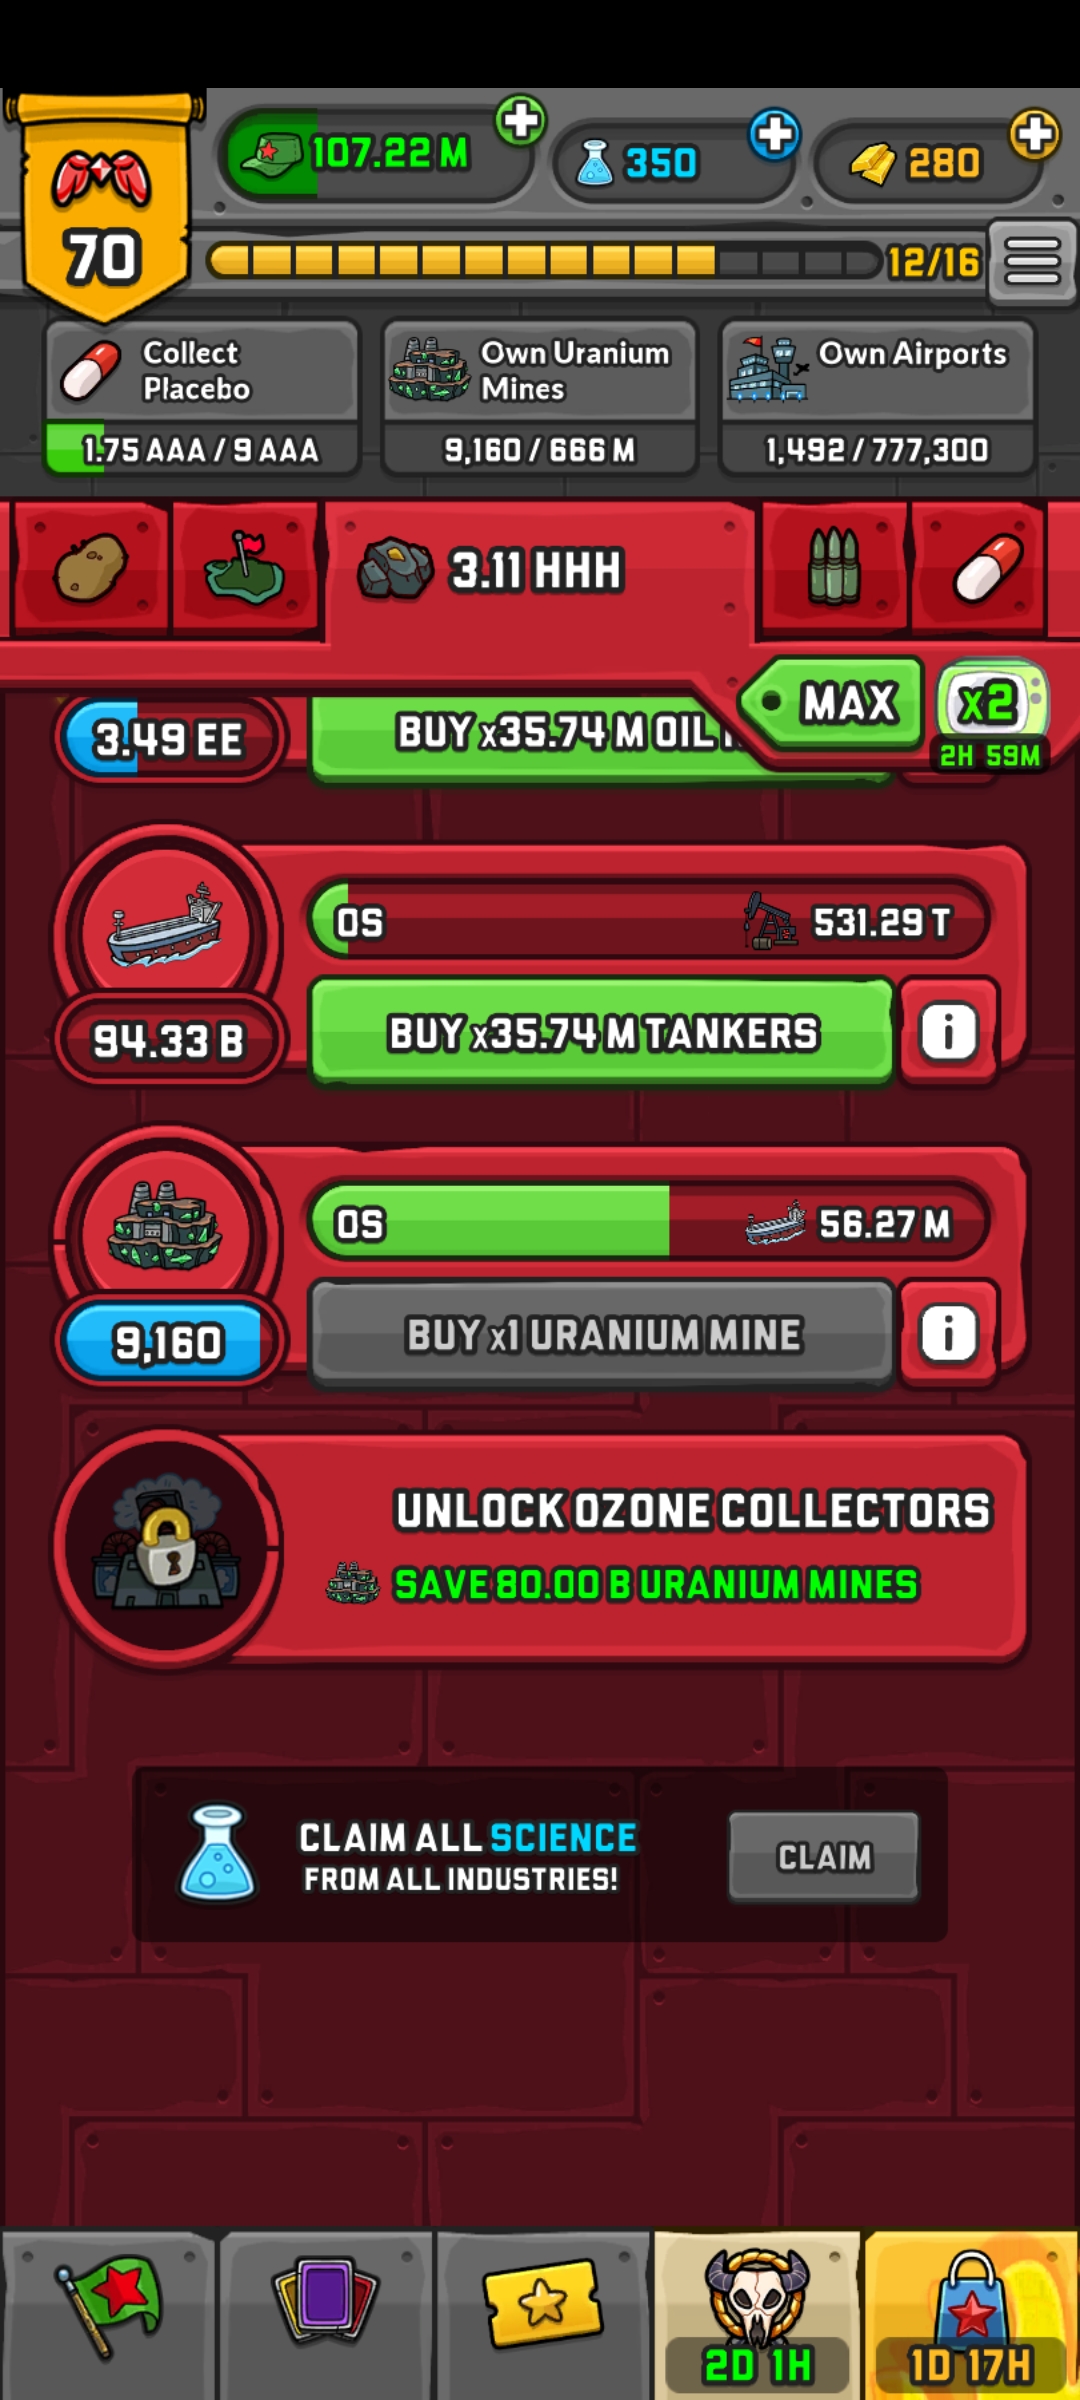 107.22 M
350
280
70
12/16
Collect
Placebo
1.75 AAA / 9 AAA
Own Uranium
Mines
9,160 / 666 M
Own Airports
1,492 / 777,300
3.11 HHH
MAX
x2
2H 59M
3.49 EE
BUY x35.74 M OIL
0S
531.29 T
94.33 B
BUY x35.74 M TANKERS
i
0S
56.27 M
9,160
BUY x1 URANIUM MINE
i
UNLOCK OZONE COLLECTORS
SAVE 80.00 B URANIUM MINES
CLAIM ALL SCIENCE
FROM ALL INDUSTRIES!
CLAIM
2D 1H
1D 17H